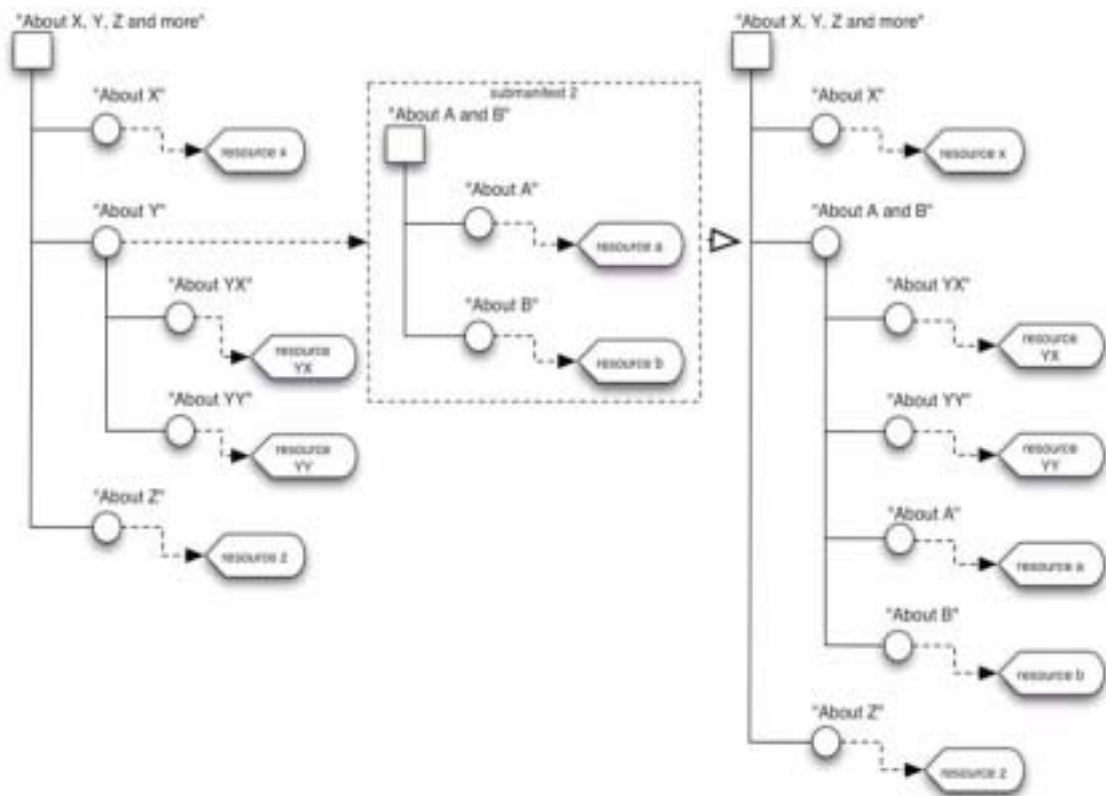 "About X, Y, Z and more"
"About X"
resource x
"About Y"
"About YX"
resource
YX
"About YY"
resource
YY
"About Z"
resource z
submanifest 2
"About A and B"
"About A"
resource a
"About B"
resource b
"About X, Y, Z and more"
"About X"
resource x
"About A and B"
"About YX"
resource
YX
"About YY"
resource
YY
"About A"
resource a
"About B"
resource b
"About Z"
resource z